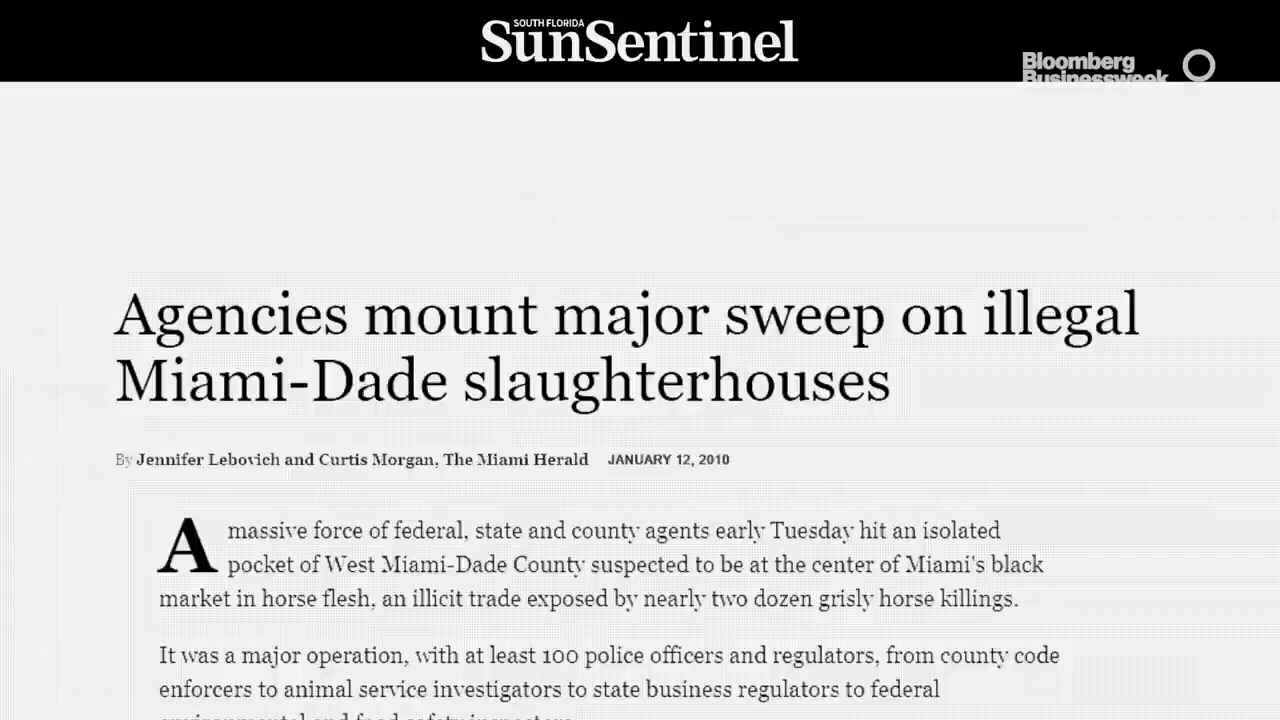 SOUTH FLORIDA
SunSentinel
Bloomberg
Businessweek
Agencies mount major sweep on illegal
Miami-Dade slaughterhouses
By Jennifer Lebovich and Curtis Morgan, The Miami Herald JANUARY 12, 2010
A massive force of federal, state and county agents early Tuesday hit an isolated
pocket of West Miami-Dade County suspected to be at the center of Miami's black
market in horse flesh, an illicit trade exposed by nearly two dozen grisly horse killings.
It was a major operation, with at least 100 police officers and regulators, from county code
enforcers to animal service investigators to state business regulators to federal
environmental and food safety inspectors